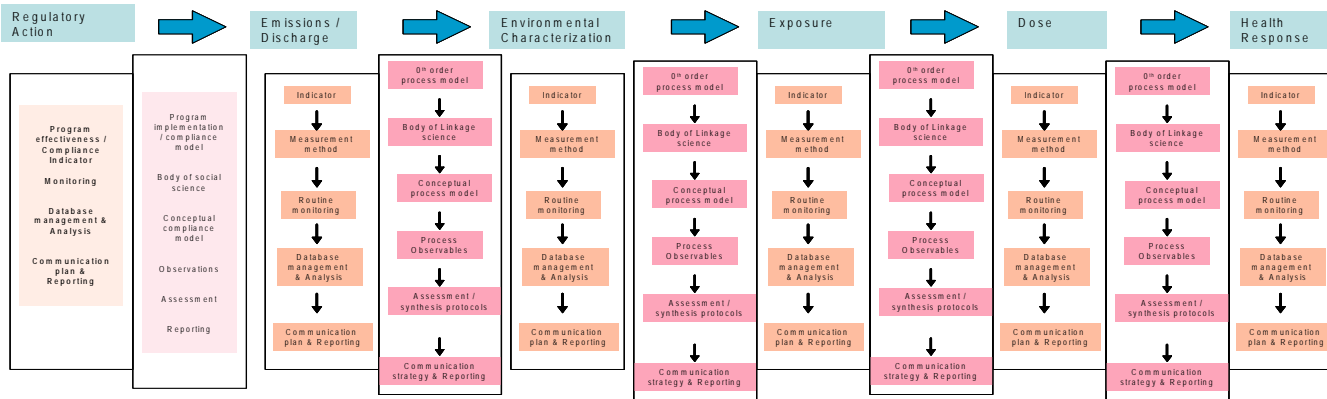 Regulatory
Action
Emissions /
Discharge
Environmental
Characterization
Exposure
Dose
Health
Response
Program
effectiveness /
Compliance
Indicator
Monitoring
Database
management &
Analysis
Communication
plan &
Reporting
Program
implementation
/ compliance
model
Body of social
science
Conceptual
compliance
model
Observations
Assessment
Reporting
Indicator
Measurement
method
Routine
monitoring
Database
management
& Analysis
Communication
plan & Reporting
0th order
process model
Body of Linkage
science
Conceptual
process model
Process
Observables
Assessment /
synthesis protocols
Communication
strategy & Reporting
Indicator
Measurement
method
Routine
monitoring
Database
management
& Analysis
Communication
plan & Reporting
0th order
process model
Body of Linkage
science
Conceptual
process model
Process
Observables
Assessment /
synthesis protocols
Communication
strategy & Reporting
Indicator
Measurement
method
Routine
monitoring
Database
management
& Analysis
Communication
plan & Reporting
0th order
process model
Body of Linkage
science
Conceptual
process model
Process
Observables
Assessment /
synthesis protocols
Communication
strategy & Reporting
Indicator
Measurement
method
Routine
monitoring
Database
management
& Analysis
Communication
plan & Reporting
0th order
process model
Body of Linkage
science
Conceptual
process model
Process
Observables
Assessment /
synthesis protocols
Communication
strategy & Reporting
Indicator
Measurement
method
Routine
monitoring
Database
management
& Analysis
Communication
plan & Reporting